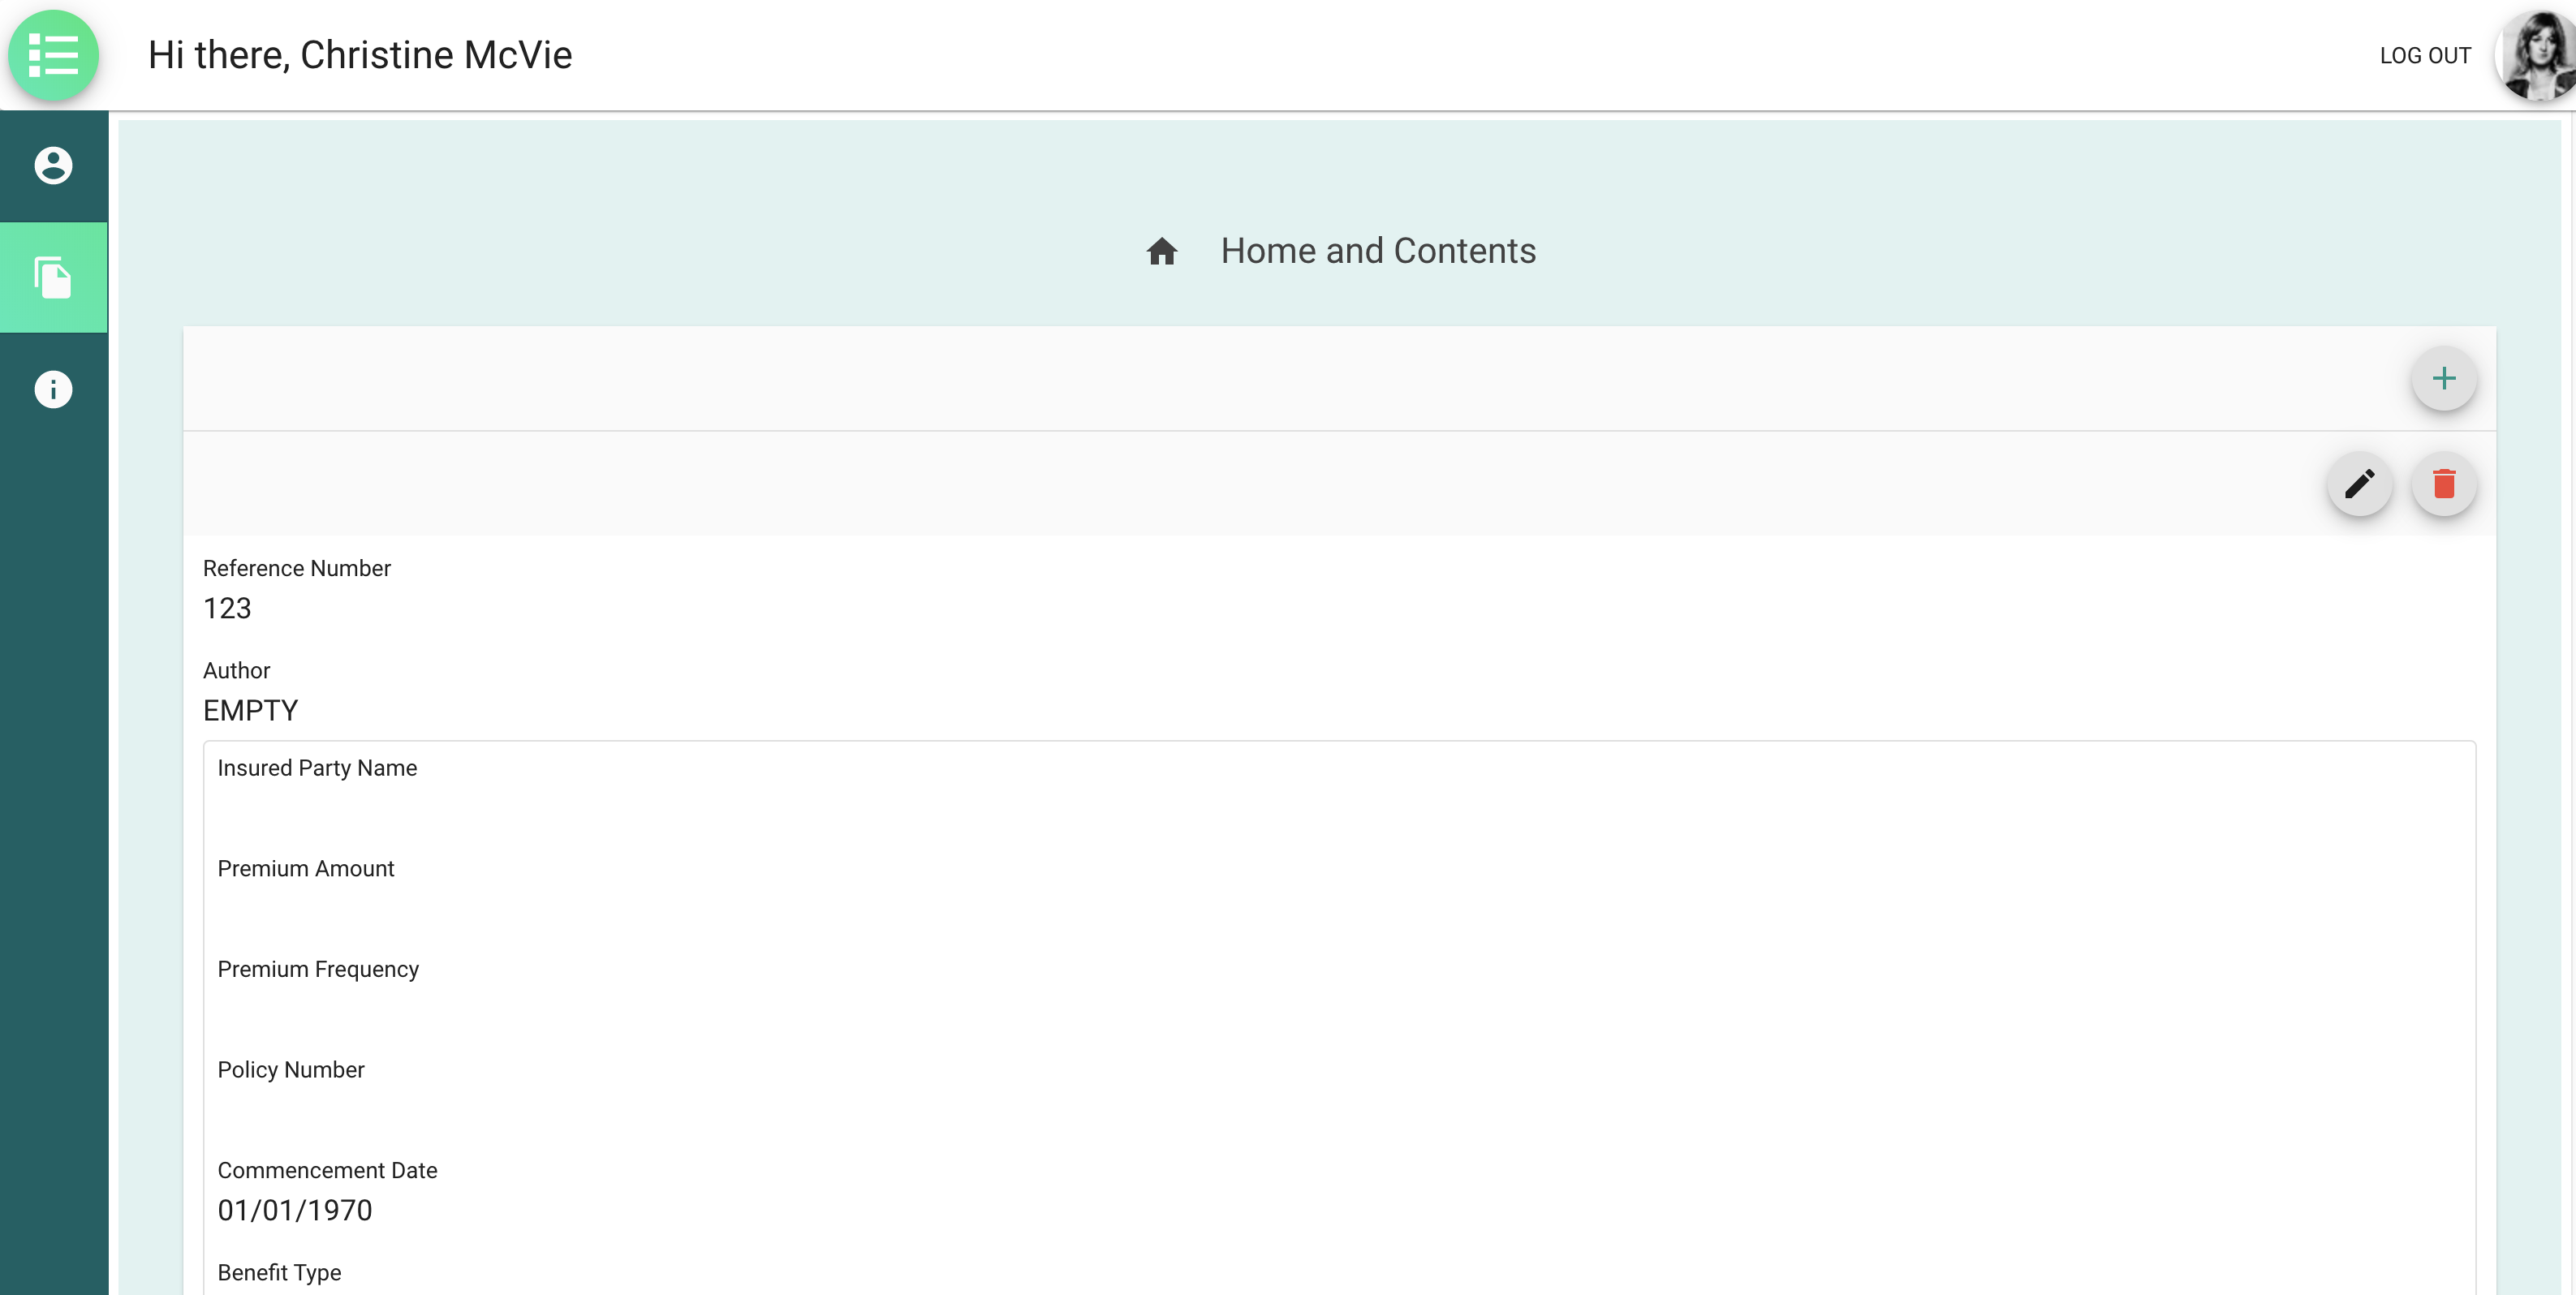 Hi there, Christine McVie
LOG OUT
Home and Contents
Reference Number
123
Author
EMPTY
Insured Party Name
Premium Amount
Premium Frequency
Policy Number
Commencement Date
01/01/1970
Benefit Type